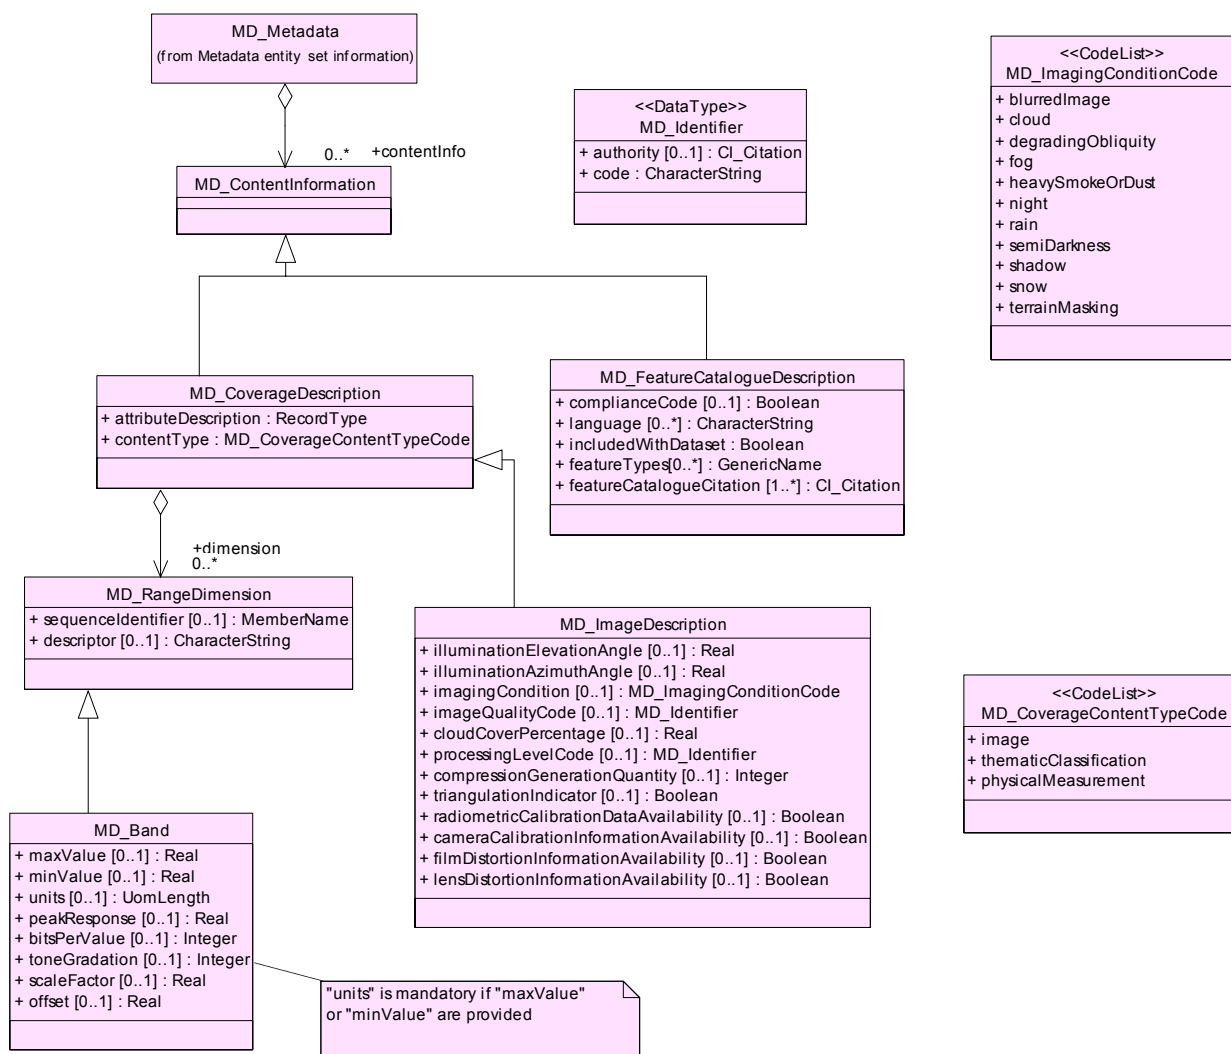 MD_Metadata
(from Metadata entity set information)
0..* +contentInfo
MD_ContentInformation
<<DataType>>
MD_Identifier
+ authority [0..1] : CI_Citation
+ code : CharacterString
<<CodeList>>
MD_ImagingConditionCode
+ blurredImage
+ cloud
+ degradingObliquity
+ fog
+ heavySmokeOrDust
+ night
+ rain
+ semiDarkness
+ shadow
+ snow
+ terrainMasking
MD_CoverageDescription
+ attributeDescription : RecordType
+ contentType : MD_CoverageContentTypeCode
MD_FeatureCatalogueDescription
+ complianceCode [0..1] : Boolean
+ language [0..*] : CharacterString
+ includedWithDataset : Boolean
+ featureTypes[0..*] : GenericName
+ featureCatalogueCitation [1..*] : CI_Citation
+dimension
0..*
MD_RangeDimension
+ sequenceIdentifier [0..1] : MemberName
+ descriptor [0..1] : CharacterString
MD_ImageDescription
+ illuminationElevationAngle [0..1] : Real
+ illuminationAzimuthAngle [0..1] : Real
+ imagingCondition [0..1] : MD_ImagingConditionCode
+ imageQualityCode [0..1] : MD_Identifier
+ cloudCoverPercentage [0..1] : Real
+ processingLevelCode [0..1] : MD_Identifier
+ compressionGenerationQuantity [0..1] : Integer
+ triangulationIndicator [0..1] : Boolean
+ radiometricCalibrationDataAvailability [0..1] : Boolean
+ cameraCalibrationInformationAvailability [0..1] : Boolean
+ filmDistortionInformationAvailability [0..1] : Boolean
+ lensDistortionInformationAvailability [0..1] : Boolean
<<CodeList>>
MD_CoverageContentTypeCode
+ image
+ thematicClassification
+ physicalMeasurement
MD_Band
+ maxValue [0..1] : Real
+ minValue [0..1] : Real
+ units [0..1] : UomLength
+ peakResponse [0..1] : Real
+ bitsPerValue [0..1] : Integer
+ toneGradation [0..1] : Integer
+ scaleFactor [0..1] : Real
+ offset [0..1] : Real
"units" is mandatory if "maxValue"
or "minValue" are provided